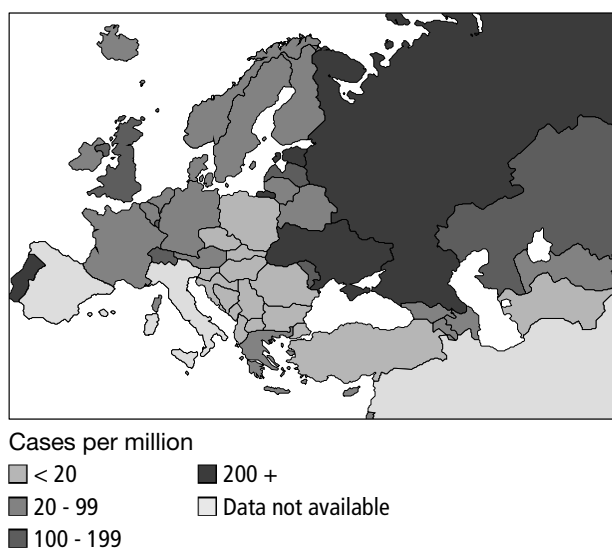 Cases per million
< 20
20 - 99
100 - 199
200 +
Data not available